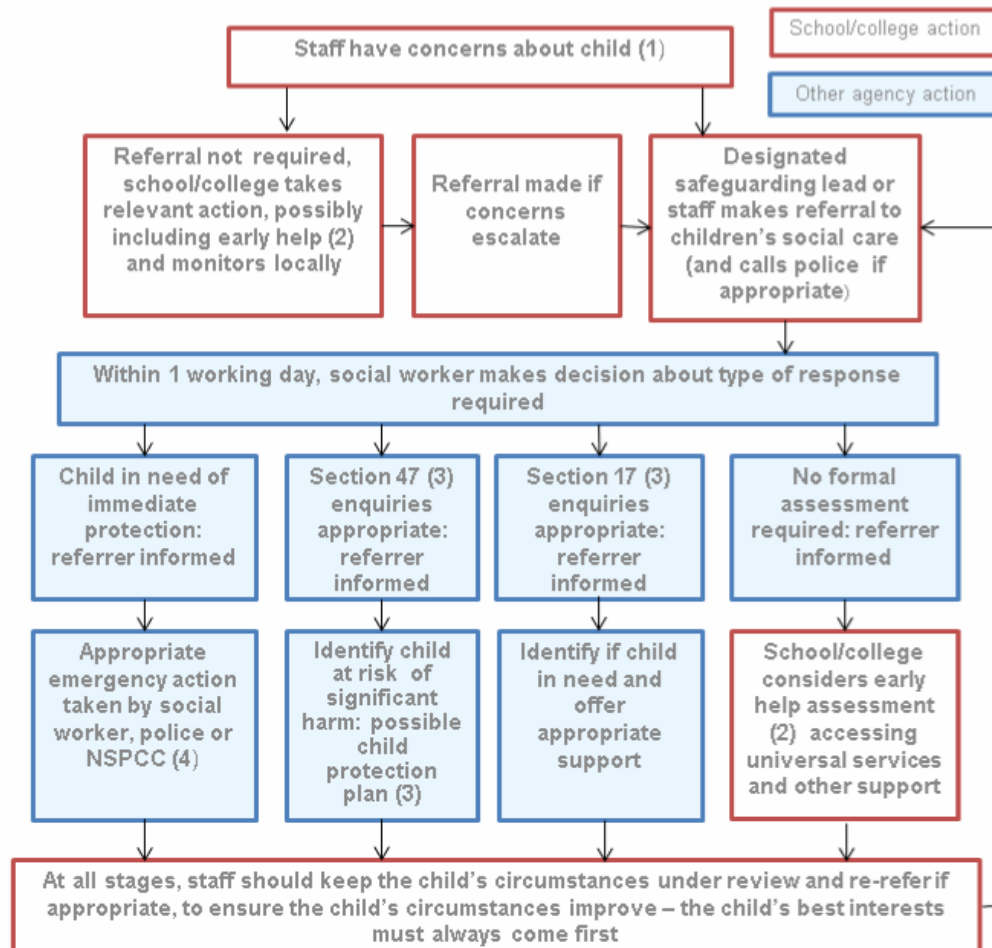 Staff have concerns about child (1)
School/college action
Other agency action
Referral not required,
school/college takes
relevant action, possibly
including early help (2)
and monitors locally
Referral made if
concerns
escalate
Designated
safeguarding lead or
staff makes referral to
children's social care
(and calls police if
appropriate)
Within 1 working day, social worker makes decision about type of response
required
Child in need of
immediate
protection:
referrer informed
Section 47 (3)
enquiries
appropriate:
referrer
informed
Section 17 (3)
enquiries
appropriate:
referrer
informed
No formal
assessment
required: referrer
informed
Appropriate
emergency action
taken by social
worker, police or
NSPCC (4)
Identify child
at risk of
significant
harm: possible
child
protection
plan (3)
Identify if child
in need and
offer
appropriate
support
School/college
considers early
help assessment
(2) accessing
universal services
and other support
At all stages, staff should keep the child's circumstances under review and re-refer if
appropriate, to ensure the child's circumstances improve – the child's best interests
must always come first